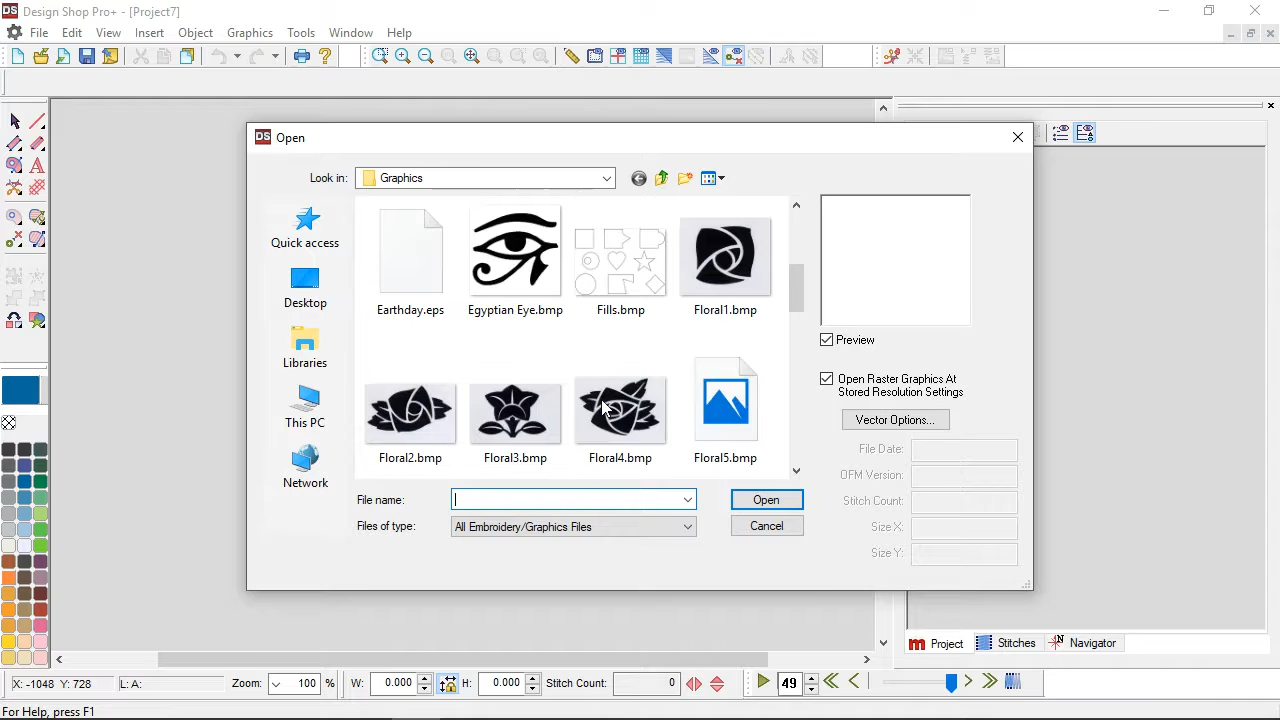 DS Design Shop Pro+ - [Project7]
File Edit View Insert Object Graphics Tools Window Help
DS Open
Look in: Graphics
Quick access
Desktop
Libraries
This PC
Network
Earthday.eps Egyptian Eye.bmp Fills.bmp Floral1.bmp
Floral2.bmp Floral3.bmp Floral4.bmp Floral5.bmp
Preview
Open Raster Graphics At
Stored Resolution Settings
Vector Options...
File Date:
OFM Version:
Stitch Count:
Size X:
Size Y:
File name: Open
Files of type: All Embroidery/Graphics Files Cancel
Project Stitches Navigator
X: -1048 Y: 728 L: A: Zoom: 100 % W: 0.000 H: 0.000 Stitch Count: 0 49
For Help, press F1